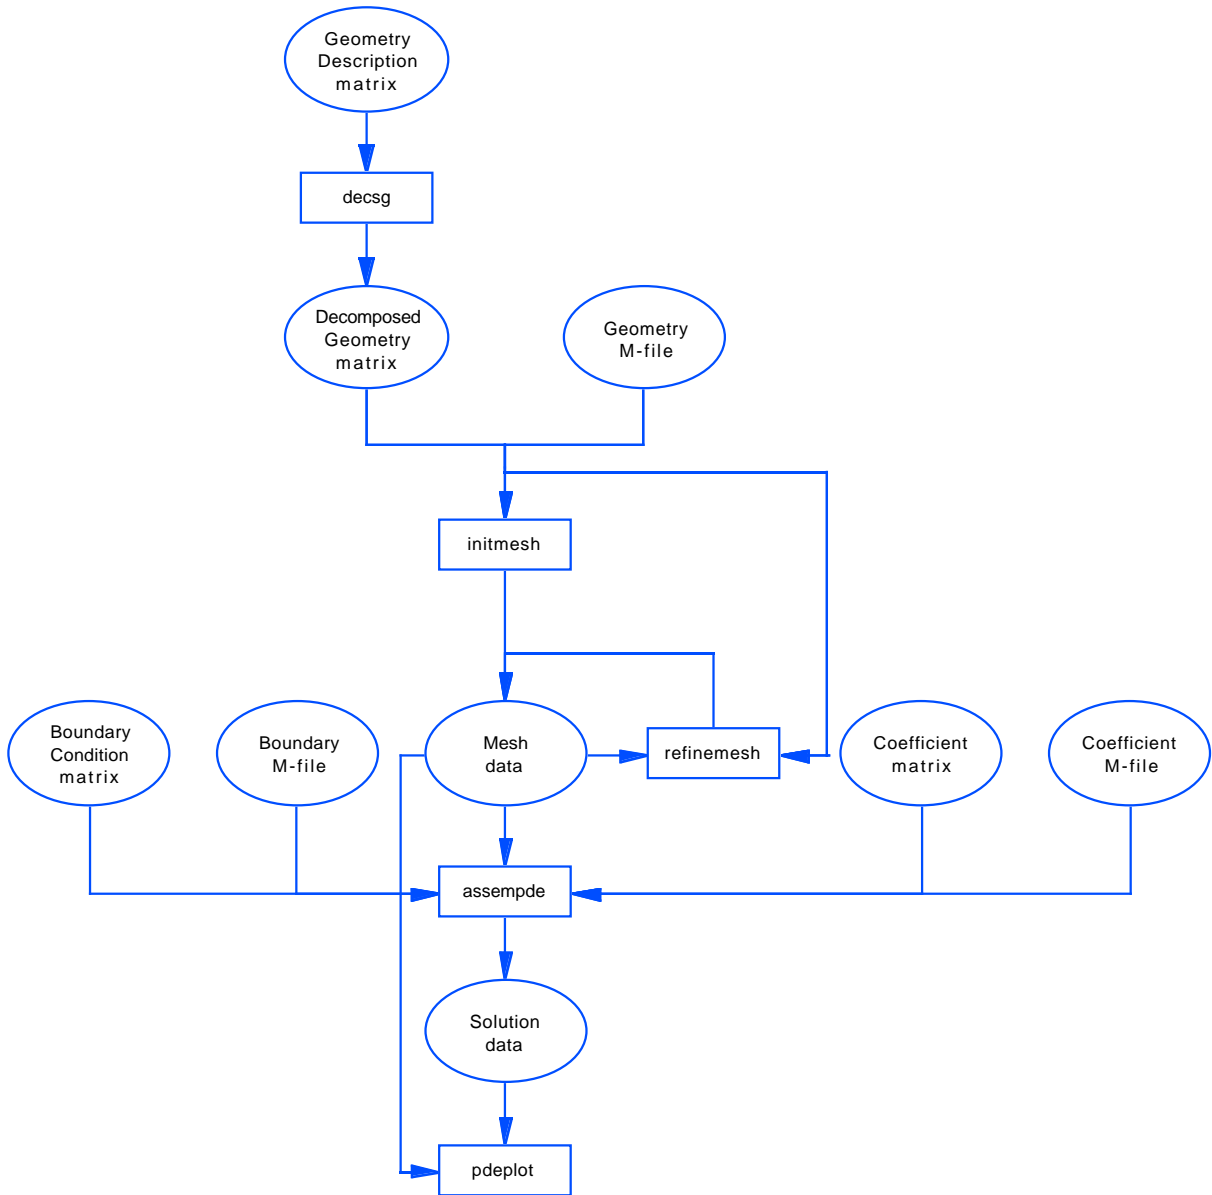 Geometry
Description
matrix
decsg
Decomposed
Geometry
matrix
Geometry
M-file
initmesh
Boundary
Condition
matrix
Boundary
M-file
Mesh
data
refinemesh
Coefficient
matrix
Coefficient
M-file
assempde
Solution
data
pdeplot